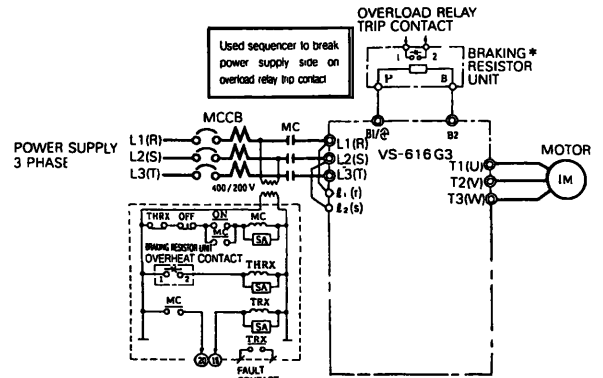 OVERLOAD RELAY
TRIP CONTACT
1 2
Used sequencer to break
power supply side on
overload relay trip contact
P B
BRAKING *
RESISTOR
UNIT
MCCB
MC
B1/⊕ B2
POWER SUPPLY
3 PHASE
L1(R)
L2(S)
L3(T)
L1(R)
L2(S)
L3(T)
VS-616G3
400/200 V
ℓ1 (r)
ℓ2 (s)
T1(U)
T2(V)
T3(W)
MOTOR
IM
THRX OFF ON MC
MC SA
BRAKING RESISTOR UNIT
OVERHEAT CONTACT
1 2
THRX
SA
MC
TRX
SA
TRX
20
FAULT